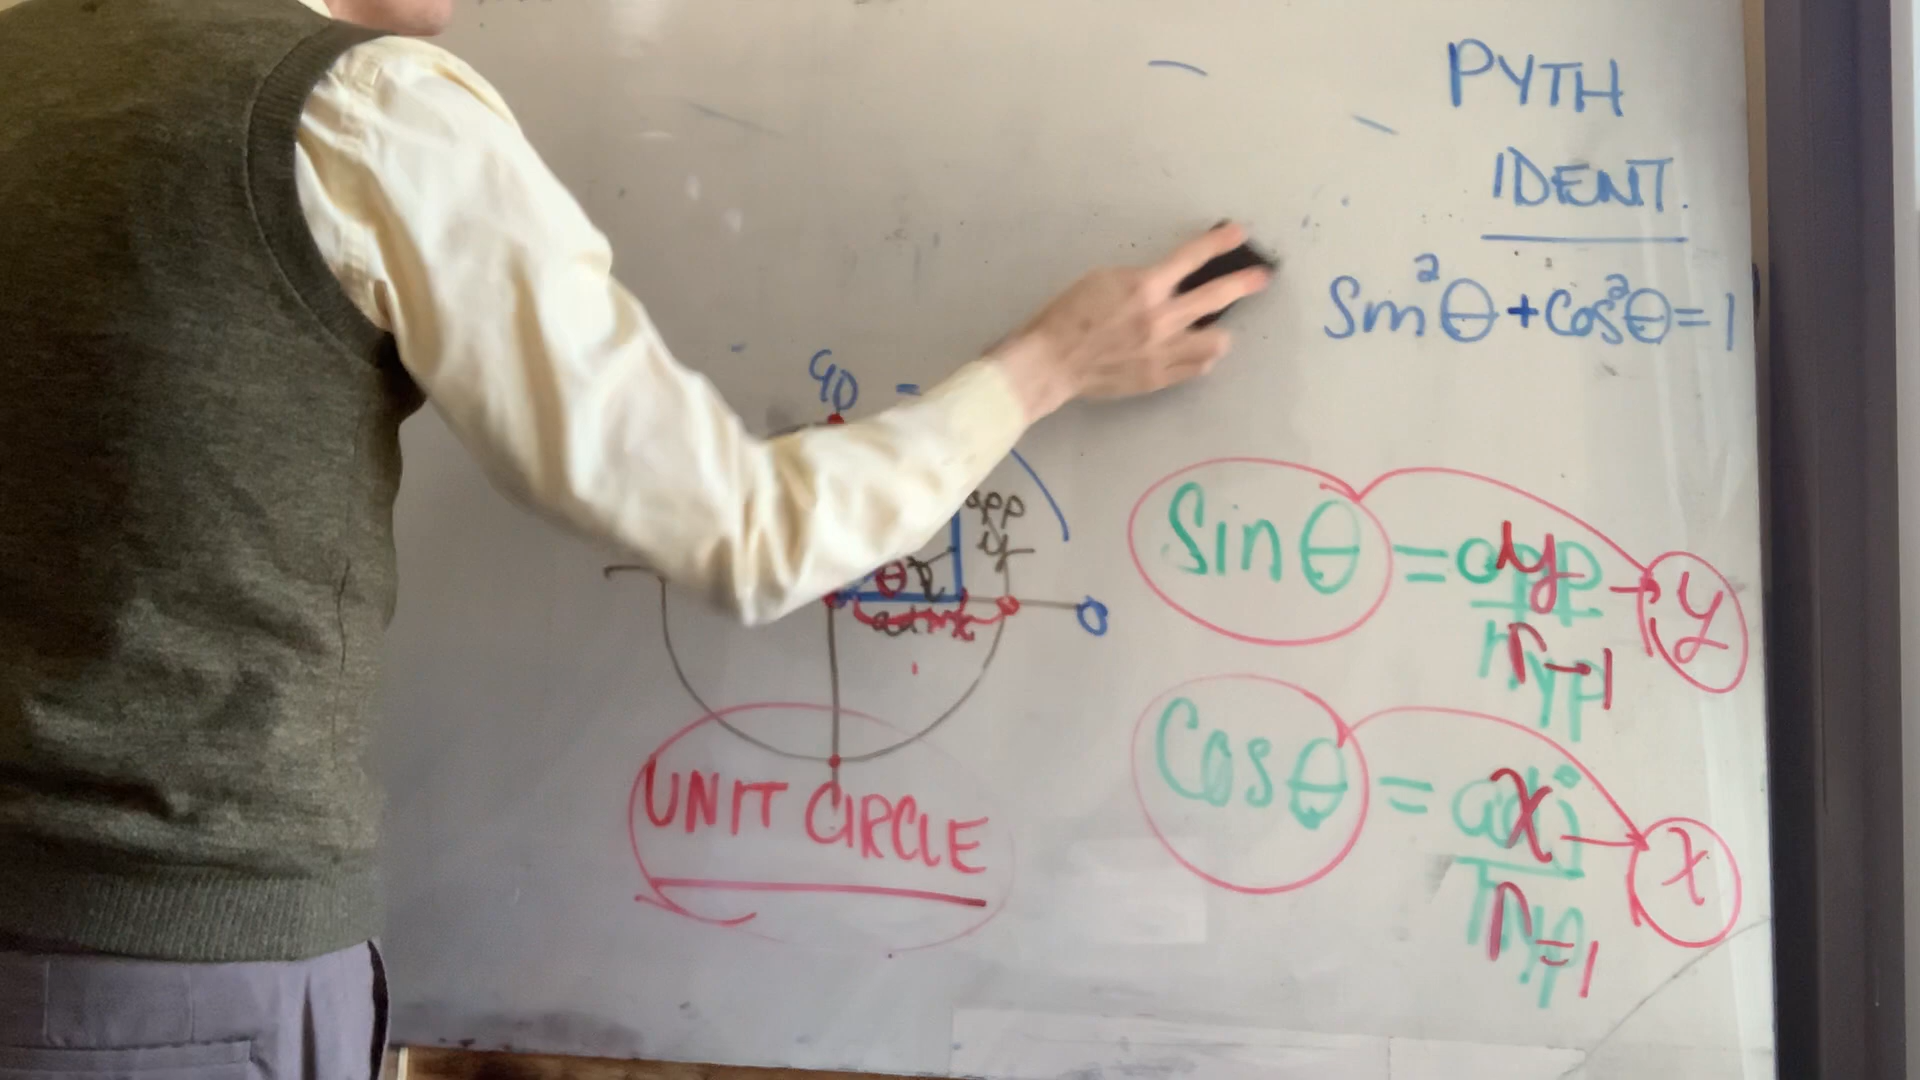 PYTH
IDENT.
Sin²θ + Cos²θ = 1
90
opp
y
θ
adj x
0
Sinθ = opp y → y
hyp r → 1
Cosθ = adj x → x
hyp r = 1
UNIT CIRCLE